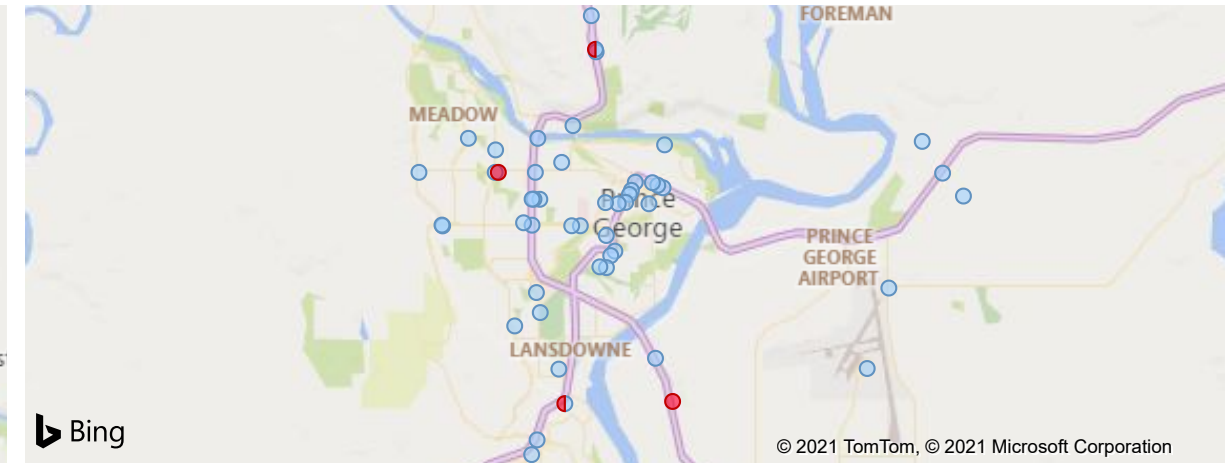 FOREMAN
MEADOW
Prince
George
PRINCE
GEORGE
AIRPORT
LANSDOWNE
Bing
© 2021 TomTom, © 2021 Microsoft Corporation